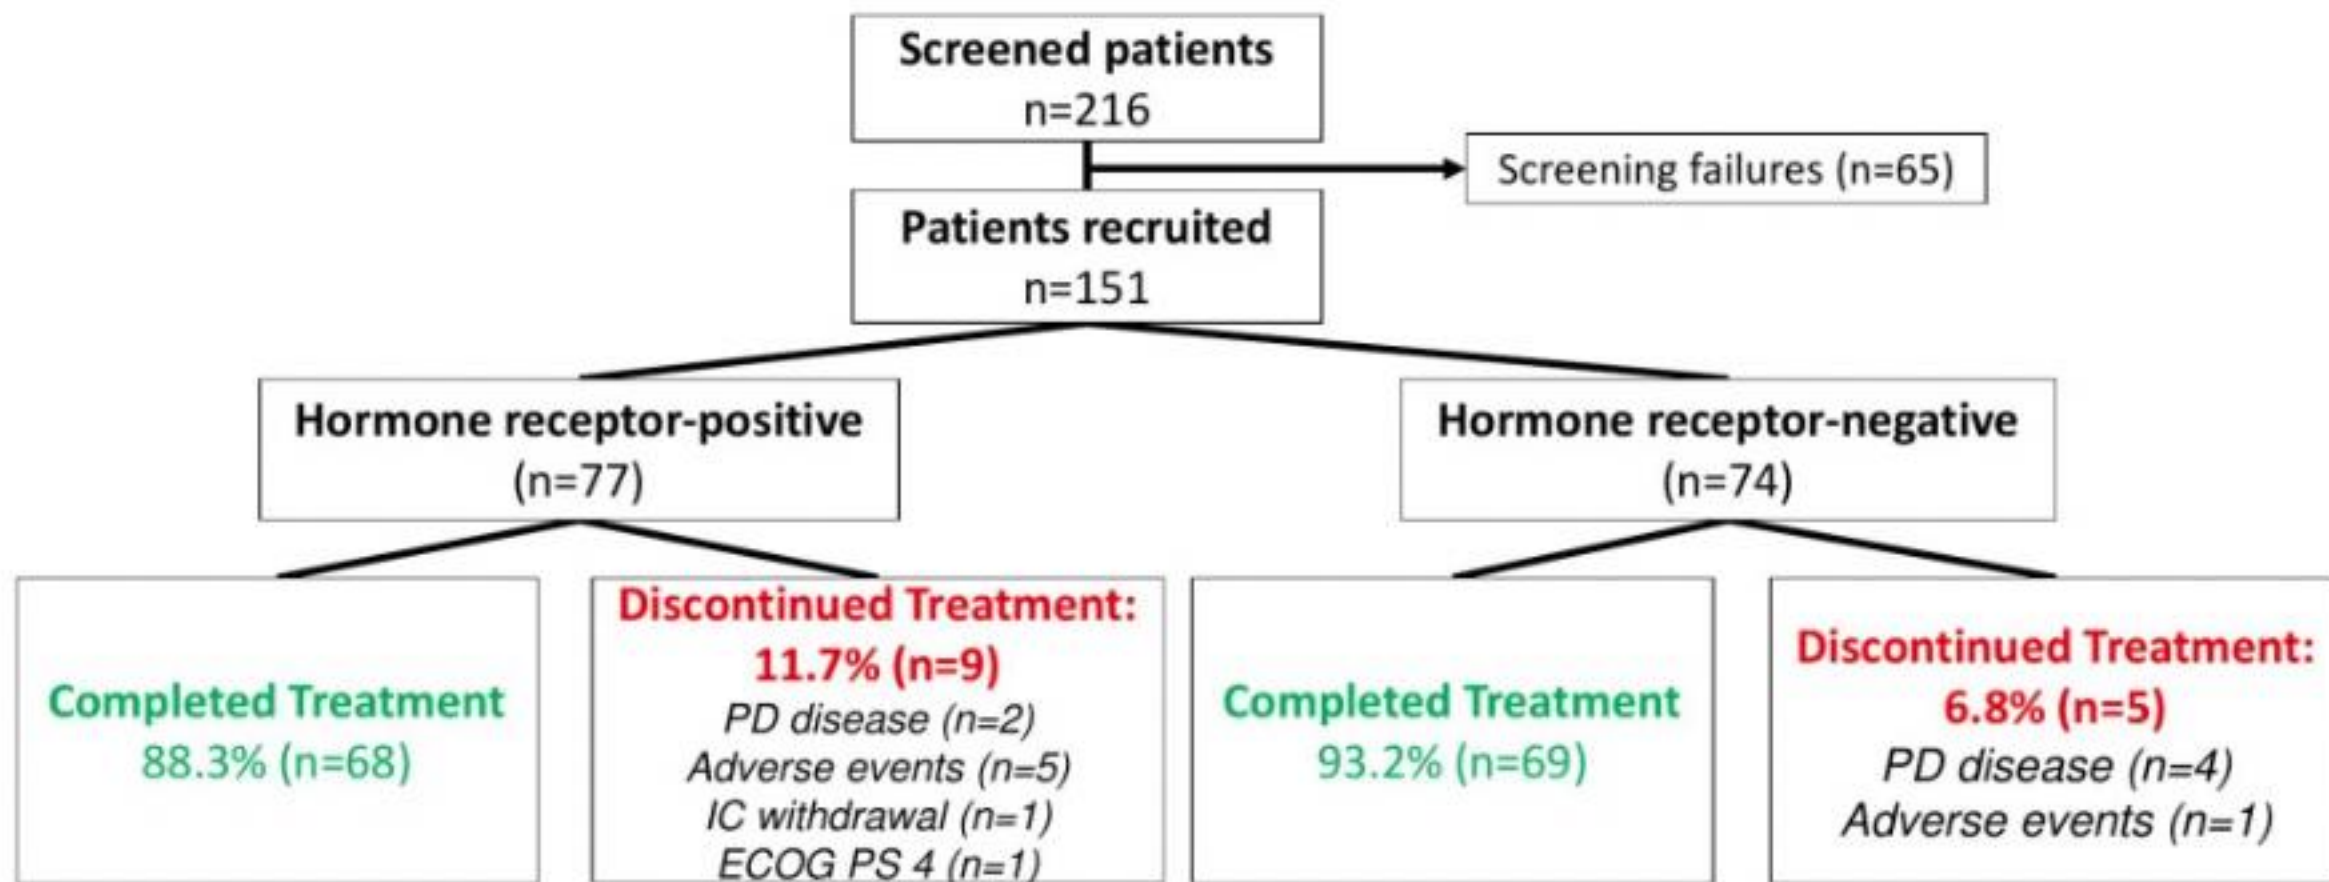 Screened patients
n=216
Screening failures (n=65)
Patients recruited
n=151
Hormone receptor-positive
(n=77)
Hormone receptor-negative
(n=74)
Completed Treatment
88.3% (n=68)
Discontinued Treatment:
11.7% (n=9)
PD disease (n=2)
Adverse events (n=5)
IC withdrawal (n=1)
ECOG PS 4 (n=1)
Completed Treatment
93.2% (n=69)
Discontinued Treatment:
6.8% (n=5)
PD disease (n=4)
Adverse events (n=1)